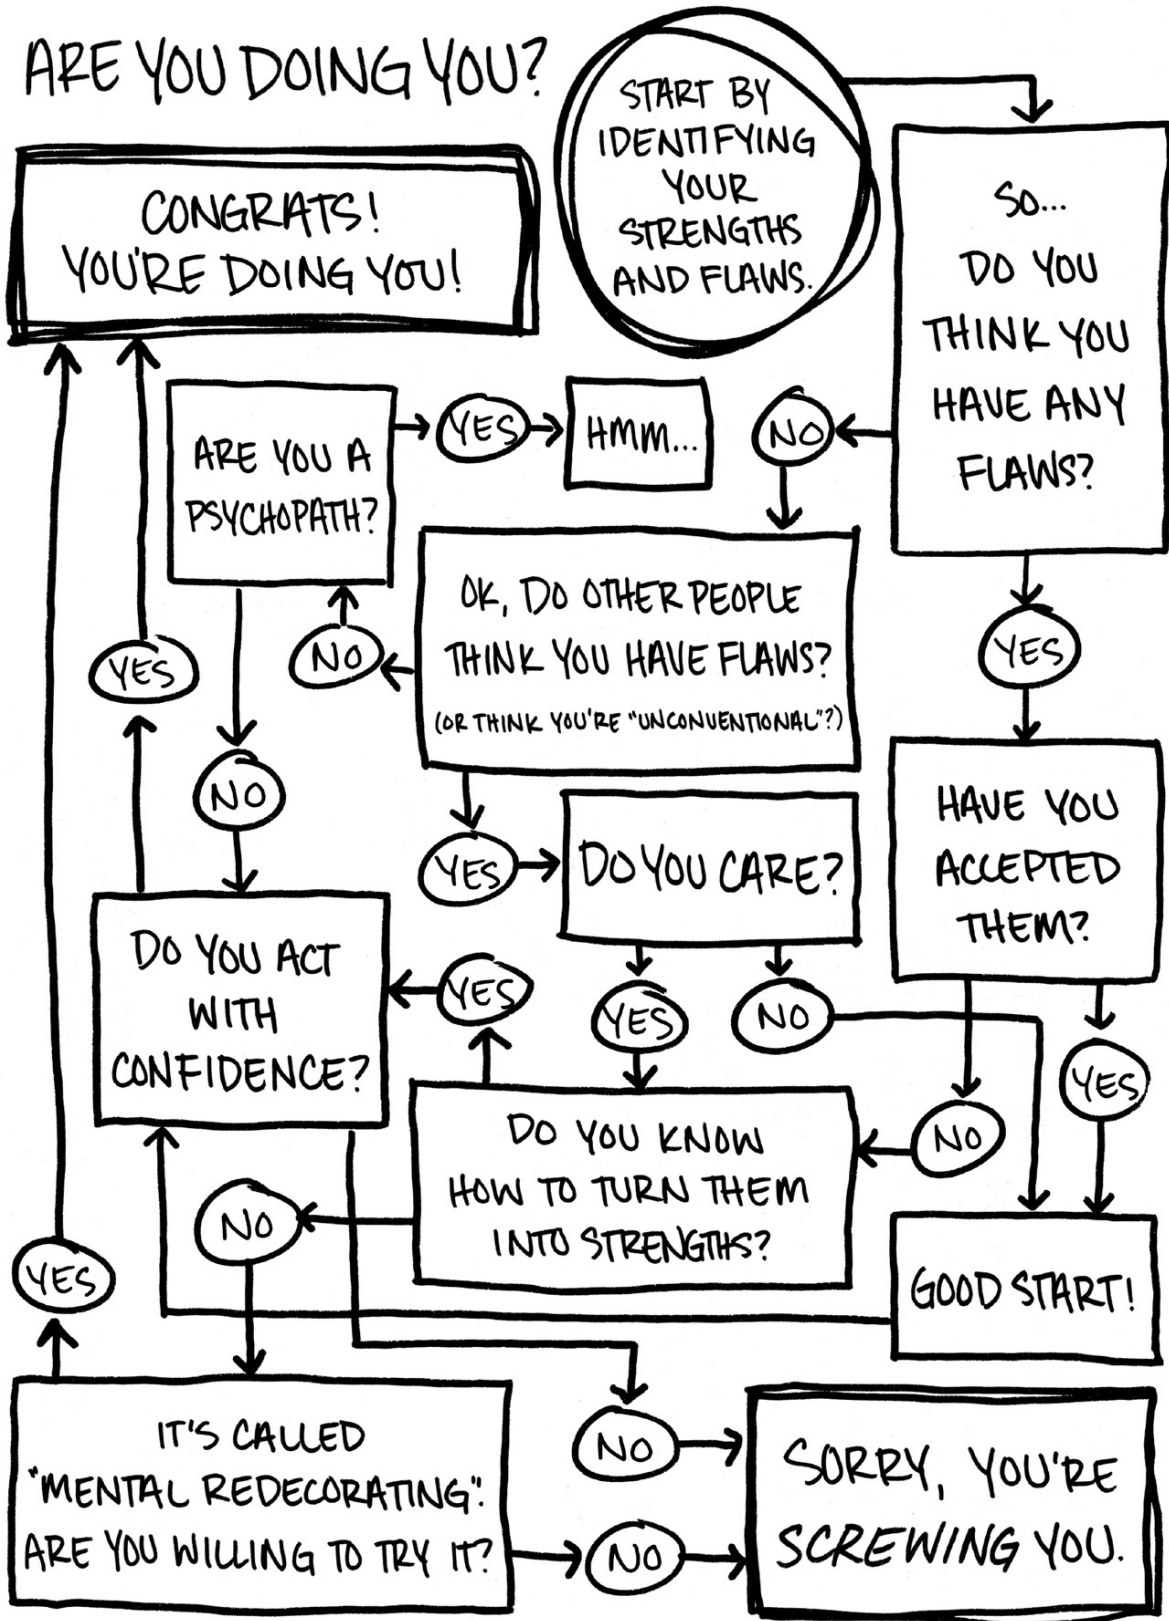 ARE YOU DOING YOU?
START BY
IDENTIFYING
YOUR
STRENGTHS
AND FLAWS.
SO...
DO YOU
THINK YOU
HAVE ANY
FLAWS?
CONGRATS!
YOU'RE DOING YOU!
ARE YOU A
PSYCHOPATH?
YES
HMM...
NO
OK, DO OTHER PEOPLE
THINK YOU HAVE FLAWS?
(OR THINK YOU'RE "UNCONVENTIONAL"?)
NO
YES
YES
NO
YES
DO YOU CARE?
HAVE YOU
ACCEPTED
THEM?
DO YOU ACT
WITH
CONFIDENCE?
YES
YES
NO
YES
NO
DO YOU KNOW
HOW TO TURN THEM
INTO STRENGTHS?
NO
YES
GOOD START!
IT'S CALLED
"MENTAL REDECORATING".
ARE YOU WILLING TO TRY IT?
NO
NO
SORRY, YOU'RE
SCREWING YOU.